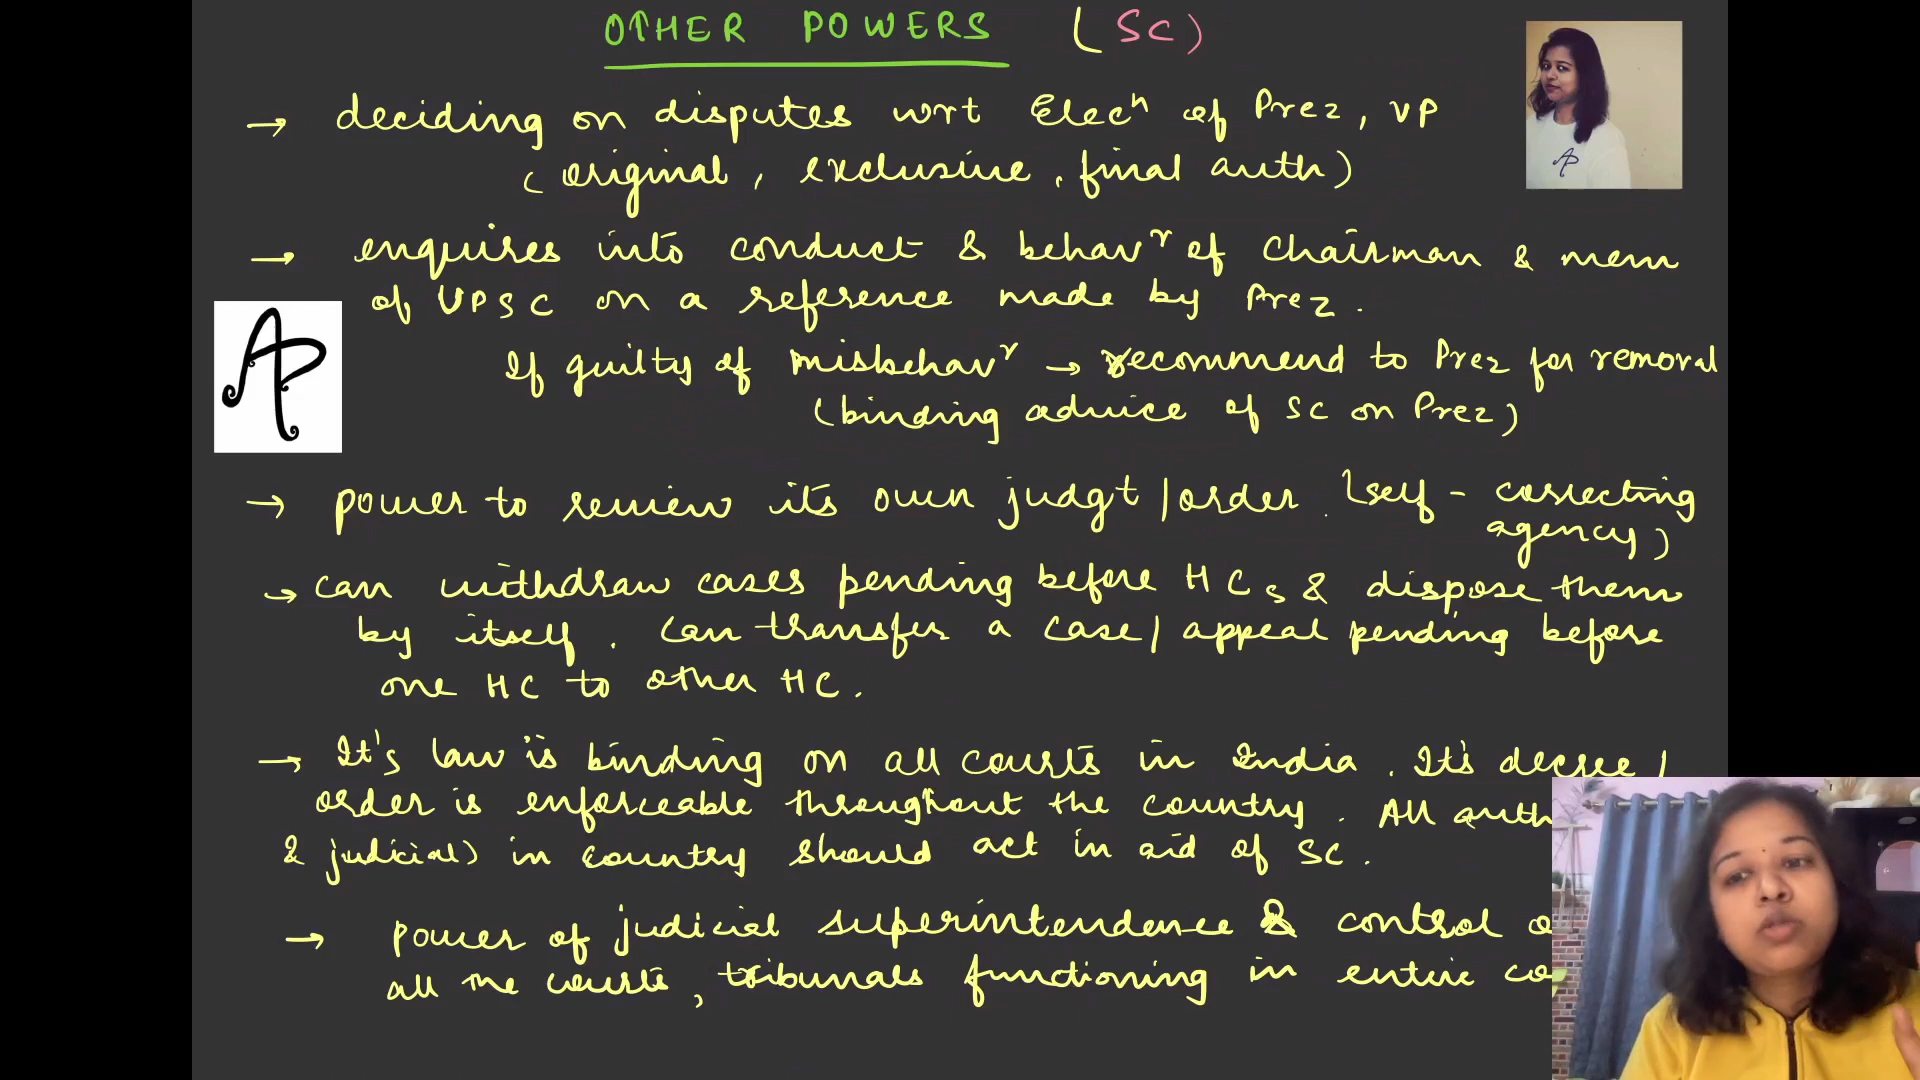 OTHER POWERS (SC)
→ deciding on disputes wrt Elecⁿ of Prez, VP
(original, exclusive, final auth)
→ enquires into conduct & behavʳ of Chairman & mem
of UPSC on a reference made by Prez.
If guilty of misbehavʳ → recommend to Prez for removal
(binding advice of SC on Prez)
→ power to review its own judgt/order. (self-correcting
agency)
→ can withdraw cases pending before HCs & dispose them
by itself. Can transfer a case/appeal pending before
one HC to other HC.
→ It's law is binding on all courts in India. It's decree/
order is enforceable throughout the country. All auth
& judicial) in country should act in aid of SC.
→ power of judicial superintendence & control
all the courts, tribunals functioning in entire
AP
AP